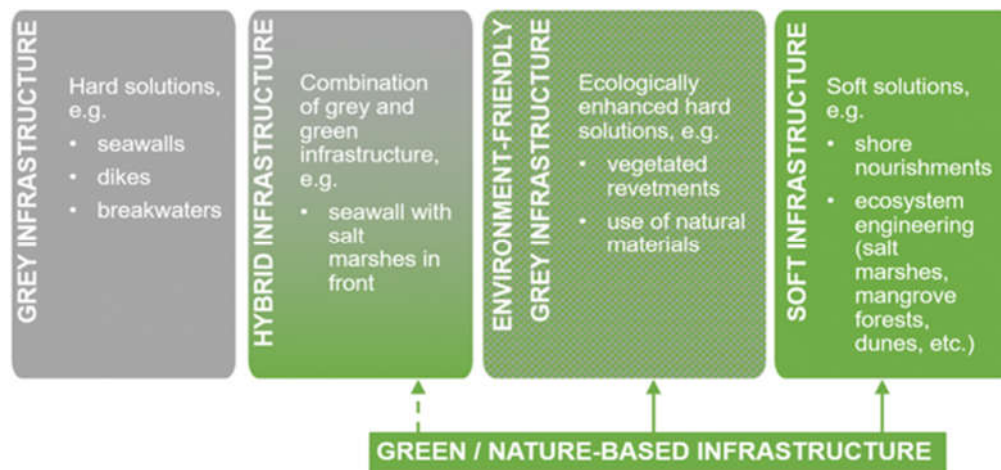 GREY INFRASTRUCTURE
Hard solutions,
e.g.
• seawalls
• dikes
• breakwaters
HYBRID INFRASTRUCTURE
Combination
of grey and
green
infrastructure,
e.g.
• seawall with
salt
marshes in
front
ENVIRONMENT-FRIENDLY
GREY INFRASTRUCTURE
Ecologically
enhanced hard
solutions, e.g.
• vegetated
revetments
• use of natural
materials
SOFT INFRASTRUCTURE
Soft solutions,
e.g.
• shore
nourishments
• ecosystem
engineering
(salt
marshes,
mangrove
forests,
dunes, etc.)
GREEN / NATURE-BASED INFRASTRUCTURE